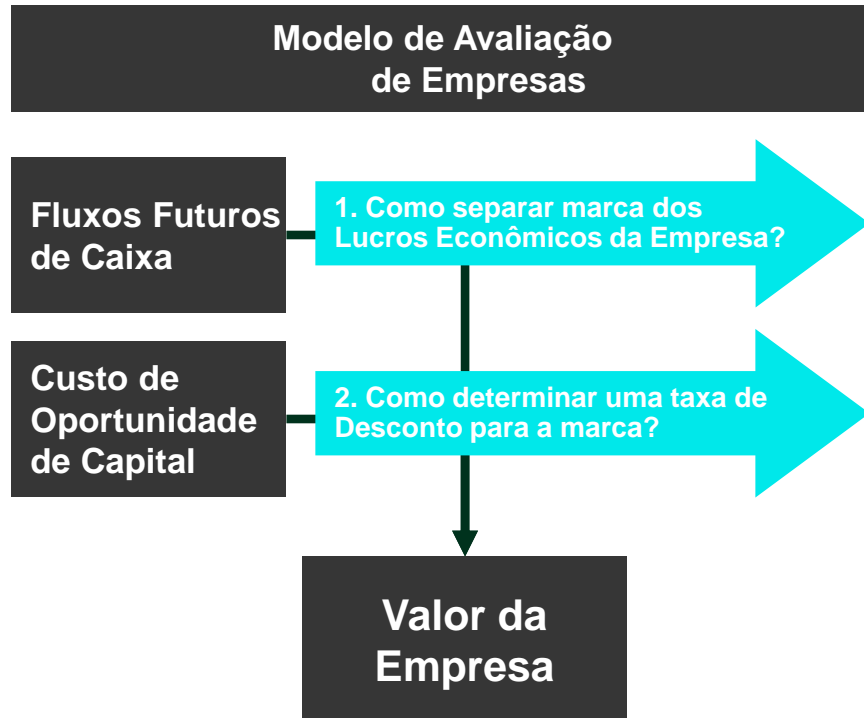 Modelo de Avaliação
de Empresas
Fluxos Futuros
de Caixa
1. Como separar marca dos
Lucros Econômicos da Empresa?
Custo de
Oportunidade
de Capital
2. Como determinar uma taxa de
Desconto para a marca?
Valor da
Empresa